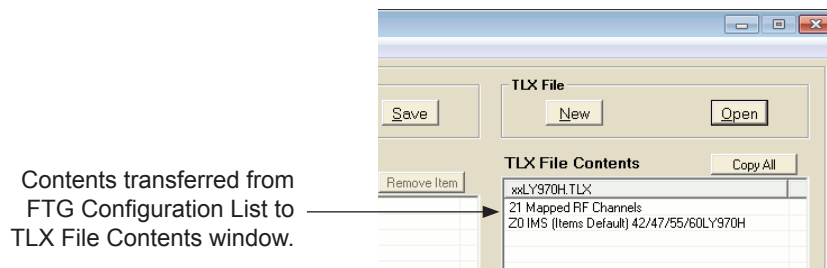 TLX File
Save
New
Open
Contents transferred from
FTG Configuration List to
TLX File Contents window.
Remove Item
TLX File Contents
Copy All
xxLY970H.TLX
21 Mapped RF Channels
Z0 IMS (Items Default) 42/47/55/60LY970H